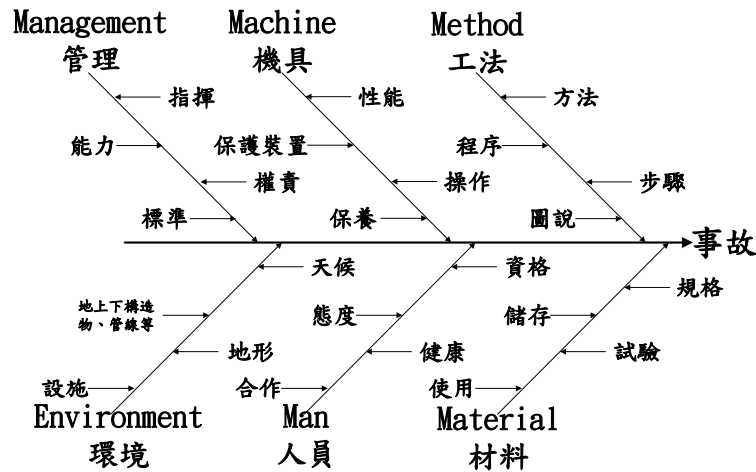 Management
管理
Machine
機具
Method
工法
指揮
能力
權責
標準
性能
保護裝置
操作
保養
方法
程序
步驟
圖說
事故
天候
地上下構造
物、管線等
地形
設施
資格
態度
健康
合作
規格
儲存
試驗
使用
Environment
環境
Man
人員
Material
材料